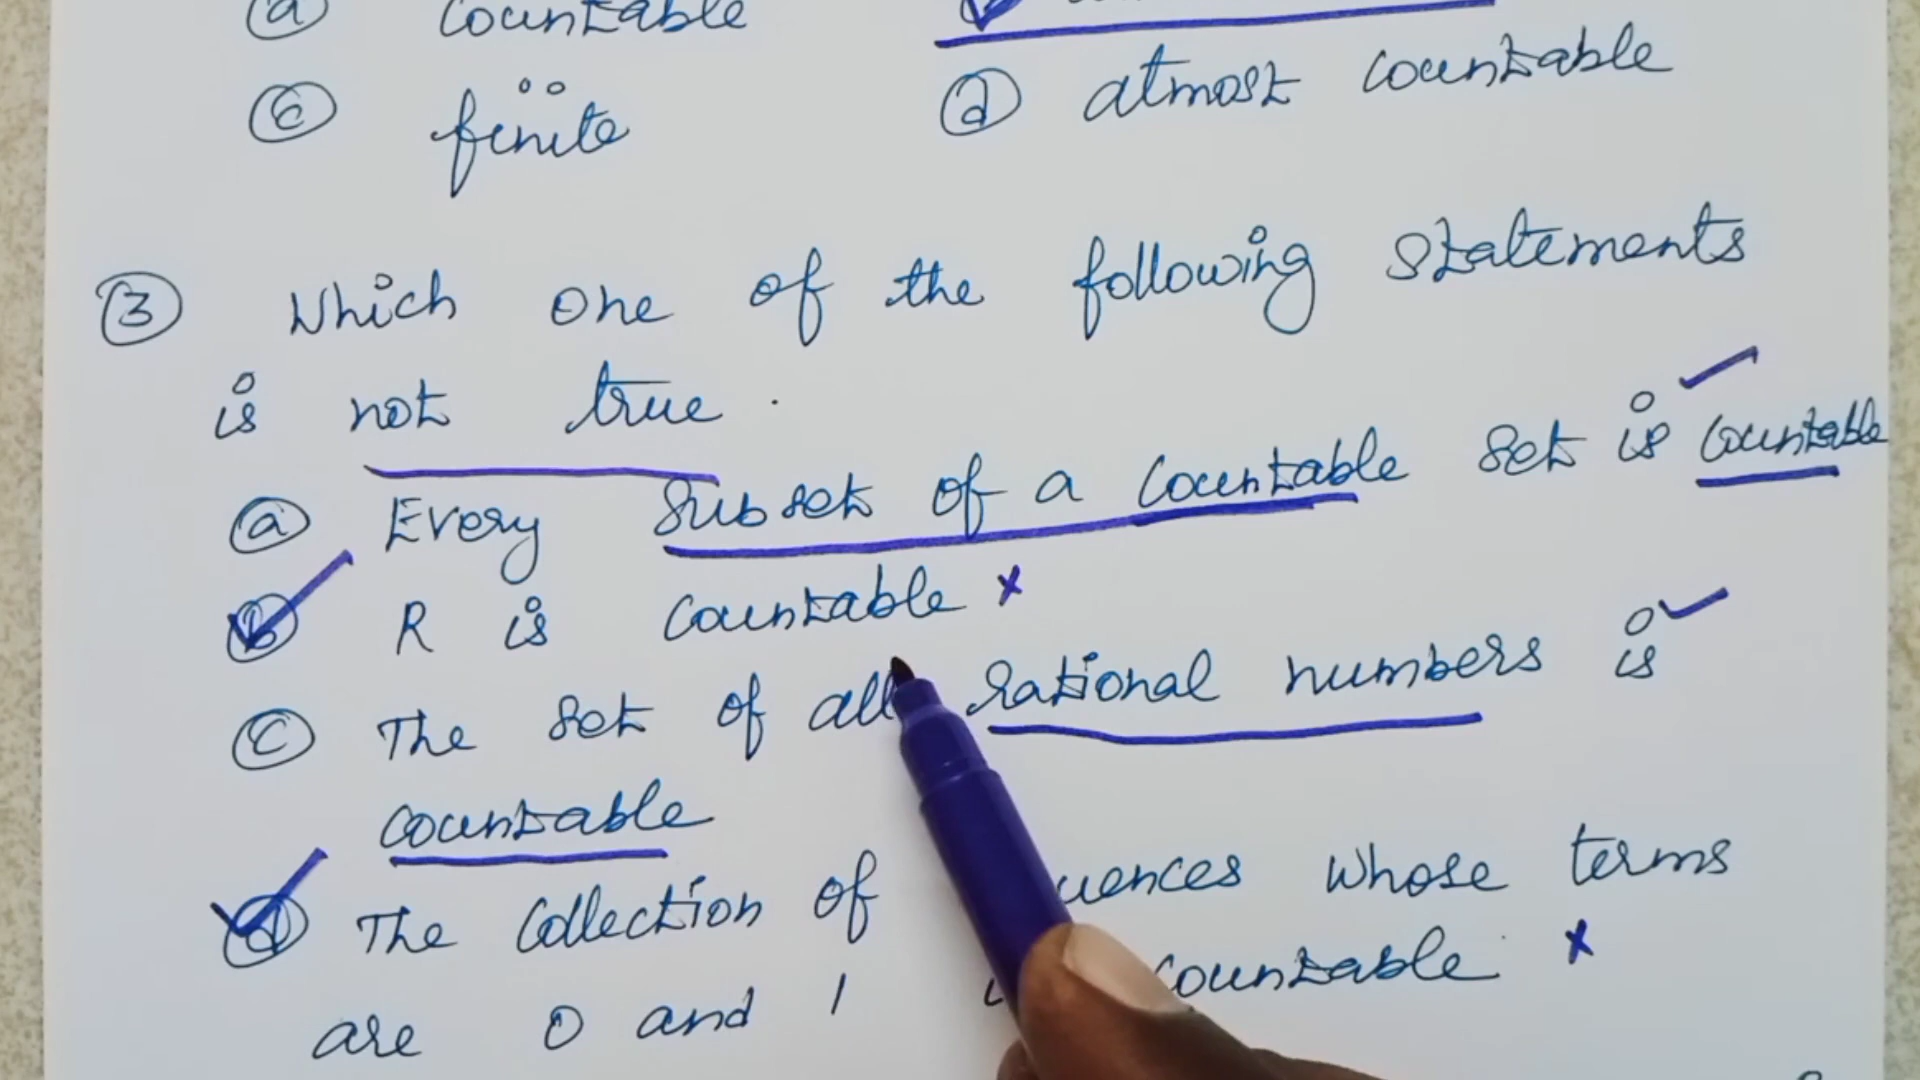 (a) Countable
(c) finite (d) atmost countable
(3) Which one of the following statements
is not true.
(a) Every subset of a countable set is countable
(b) R is countable
(c) The set of all rational numbers is
countable
(d) The collection of whose terms
are 0 and 1 countable